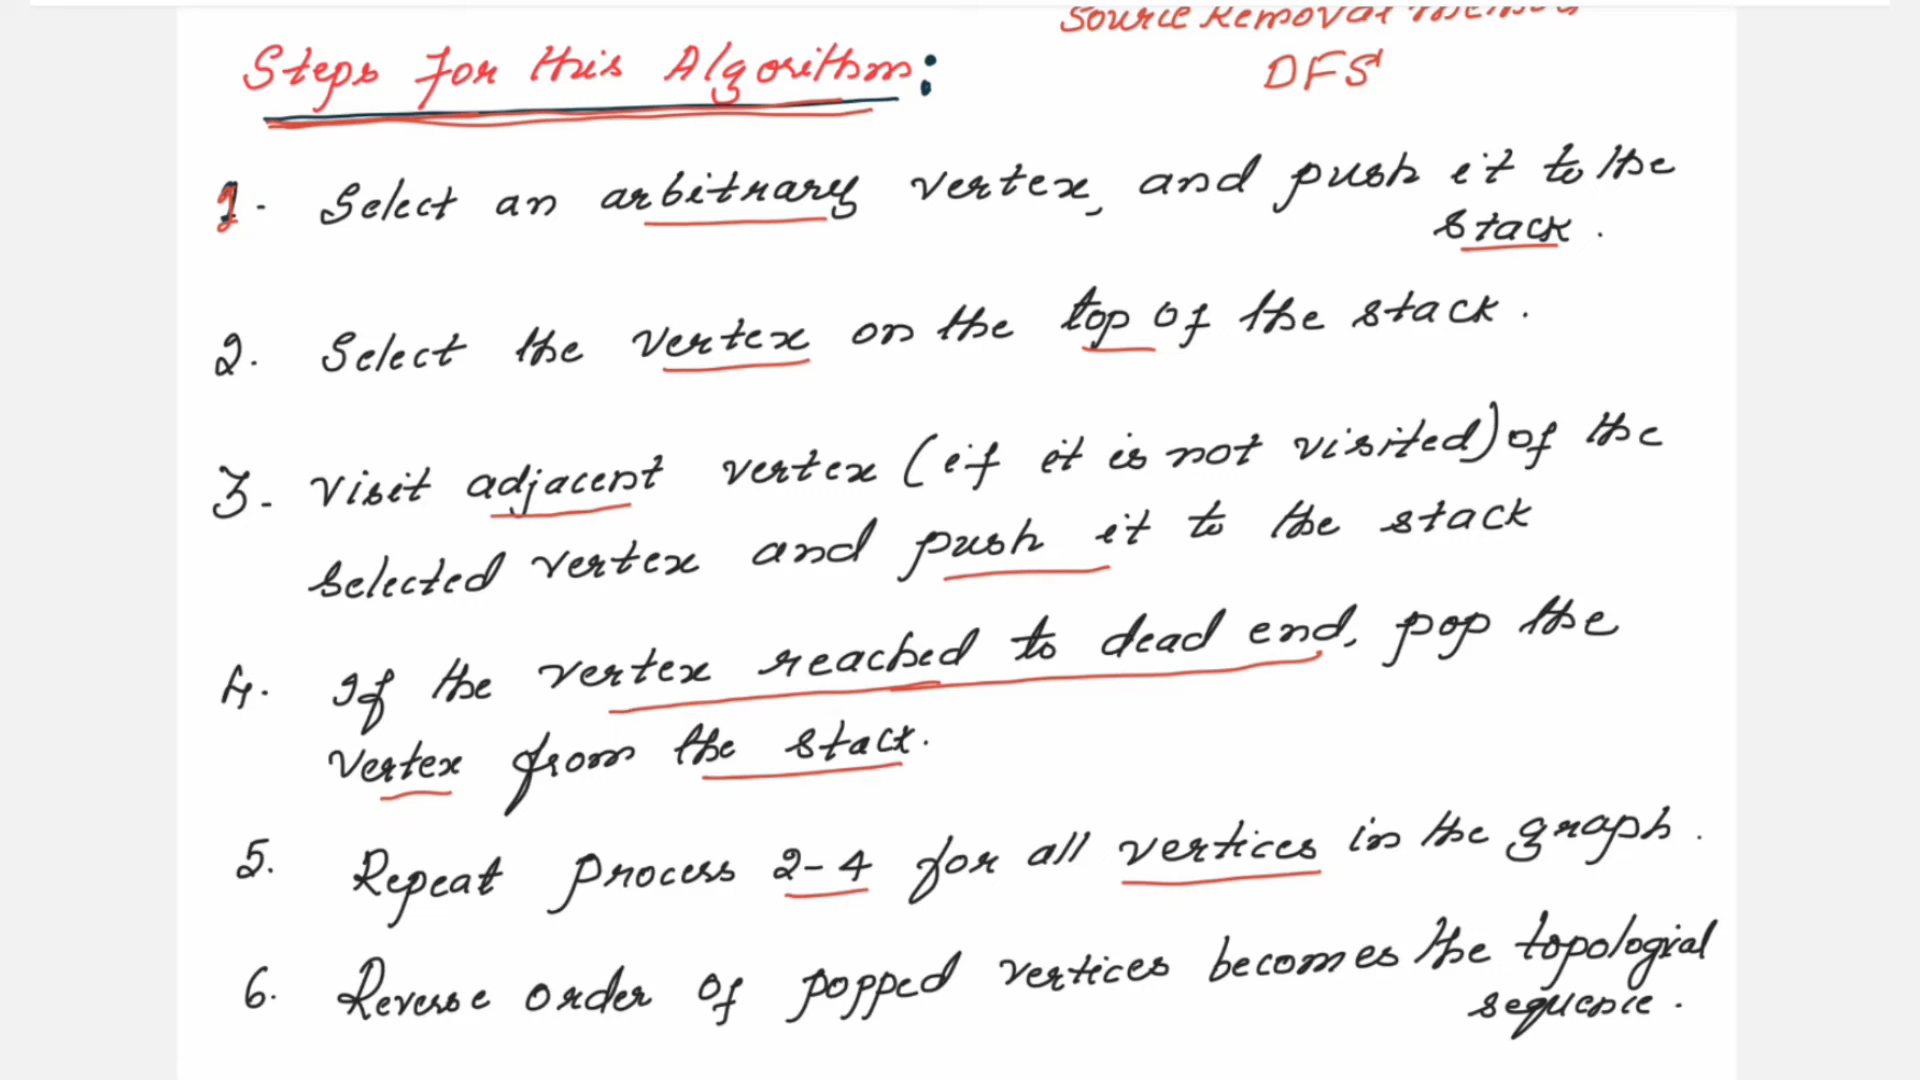 Source Removal Method
DFS
Steps for this Algorithm:
1. Select an arbitrary vertex, and push it to the
stack.
2. Select the vertex on the top of the stack.
3. Visit adjacent vertex (if it is not visited) of the
selected vertex and push it to the stack
4. If the vertex reached to dead end, pop the
vertex from the stack.
5. Repeat process 2-4 for all vertices in the graph.
6. Reverse order of popped vertices becomes the topologial
sequence.